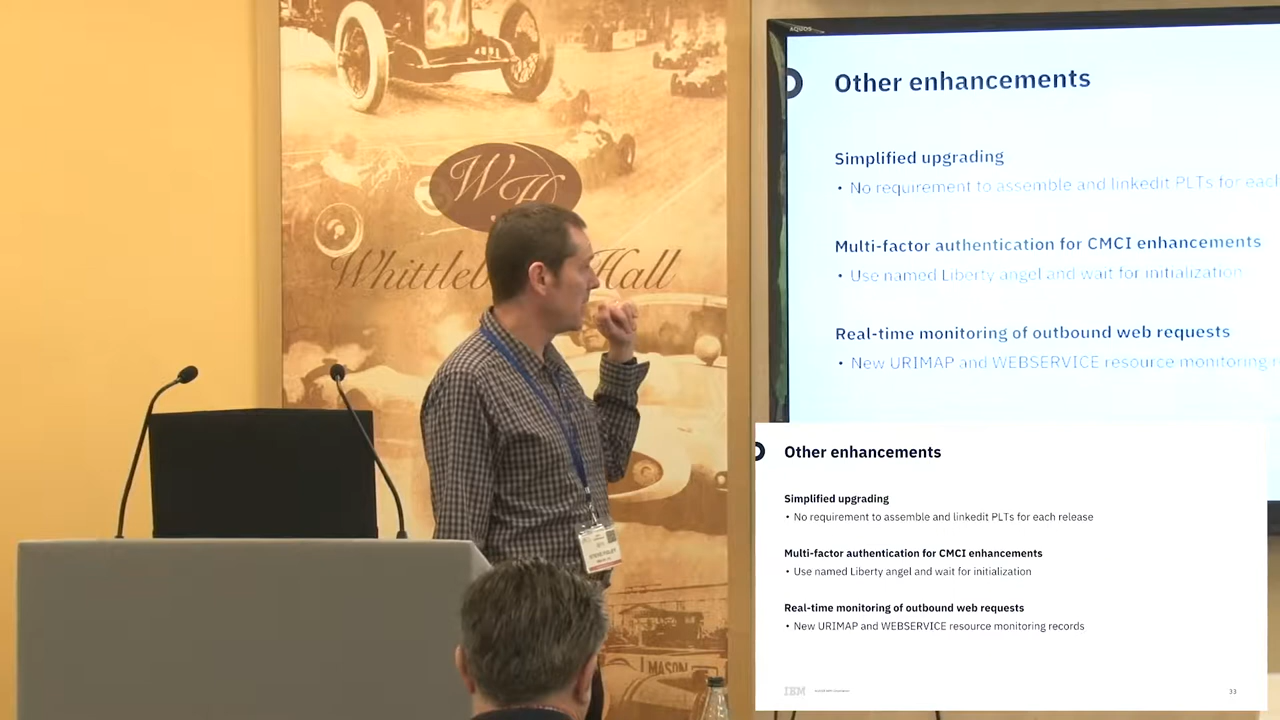 34
WH
Whittleb Hall
MASON
AQUOS
Other enhancements
Simplified upgrading
• No requirement to assemble and linkedit PLTs for each
Multi-factor authentication for CMCI enhancements
• Use named Liberty angel and wait for initialization
Real-time monitoring of outbound web requests
• New URIMAP and WEBSERVICE resource monitoring
Other enhancements
Simplified upgrading
• No requirement to assemble and linkedit PLTs for each release
Multi-factor authentication for CMCI enhancements
• Use named Liberty angel and wait for initialization
Real-time monitoring of outbound web requests
• New URIMAP and WEBSERVICE resource monitoring records
IBM
33